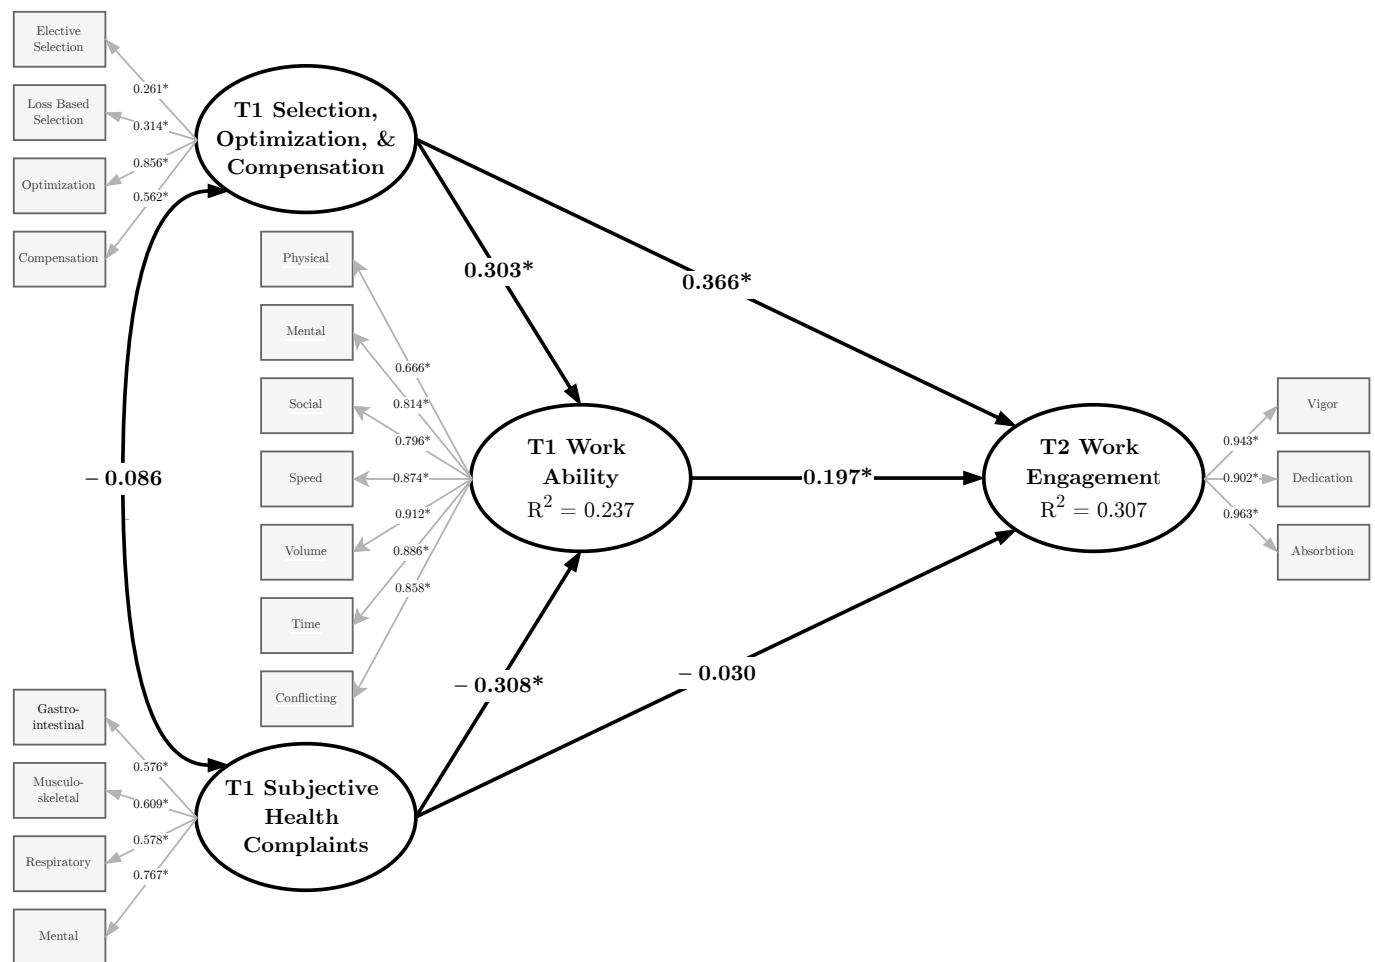 Elective
Selection
Loss Based
Selection
Optimization
Compensation
0.261*
0.314*
0.856*
0.562*
T1 Selection,
Optimization, &
Compensation
Physical
Mental
Social
Speed
Volume
Time
Conflicting
0.666*
0.814*
0.796*
0.874*
0.912*
0.886*
0.858*
0.303*
0.366*
– 0.086
T1 Work
Ability
R² = 0.237
0.197*
T2 Work
Engagement
R² = 0.307
0.943*
0.902*
0.963*
Vigor
Dedication
Absorbtion
– 0.308*
– 0.030
Gastro-
intestinal
Musculo-
skeletal
Respiratory
Mental
0.576*
0.609*
0.578*
0.767*
T1 Subjective
Health
Complaints